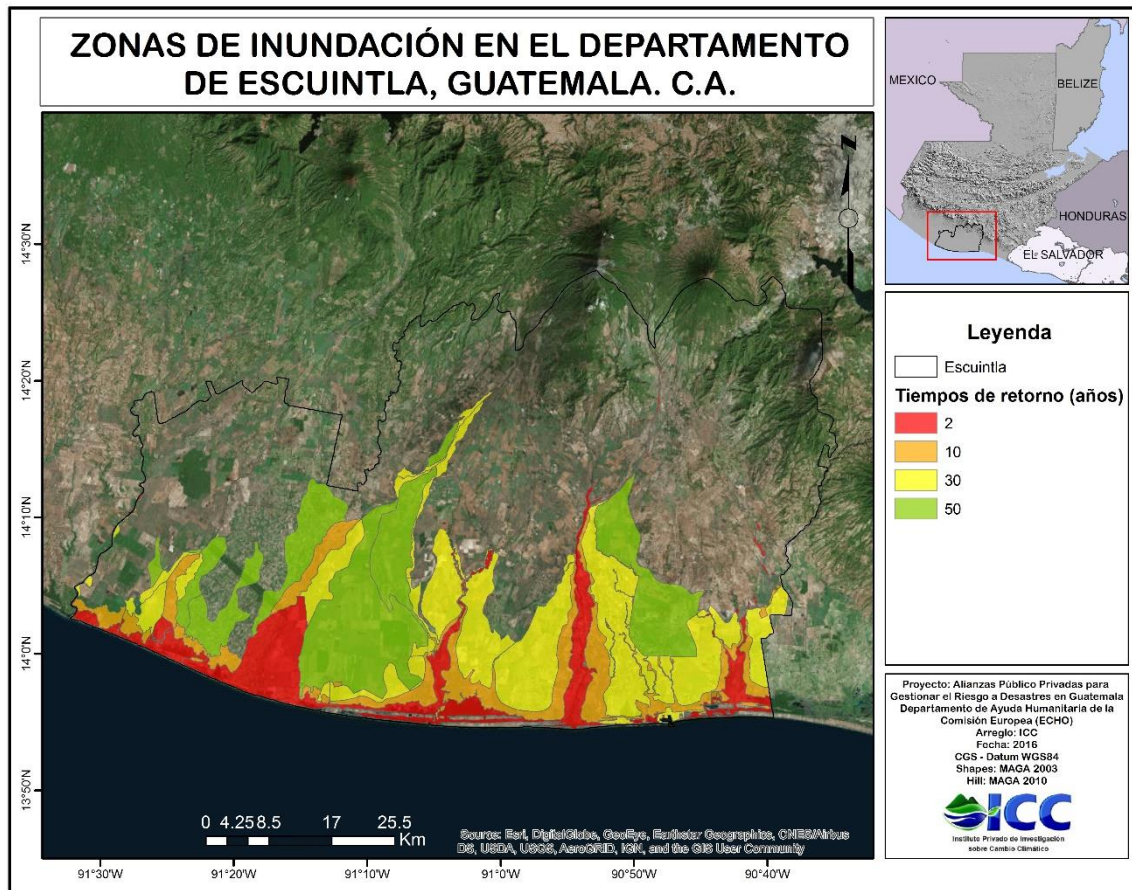 ZONAS DE INUNDACIÓN EN EL DEPARTAMENTO
DE ESCUINTLA, GUATEMALA. C.A.
MEXICO
BELIZE
HONDURAS
EL SALVADOR
N
14°30'N
14°20'N
14°10'N
14°0'N
13°50'N
91°30'W
91°20'W
91°10'W
91°0'W
90°50'W
90°40'W
0 4.25 8.5 17 25.5
Km
Source: Esri, DigitalGlobe, GeoEye, Earthstar Geographics, CNES/Airbus
DS, USDA, USGS, AeroGRID, IGN, and the GIS User Community
Leyenda
Escuintla
Tiempos de retorno (años)
2
10
30
50
Proyecto: Alianzas Público Privadas para
Gestionar el Riesgo a Desastres en Guatemala
Departamento de Ayuda Humanitaria de la
Comisión Europea (ECHO)
Arreglo: ICC
Fecha: 2016
CGS - Datum WGS84
Shapes: MAGA 2003
Hill: MAGA 2010
ICC
Instituto Privado de Investigación
sobre Cambio Climático